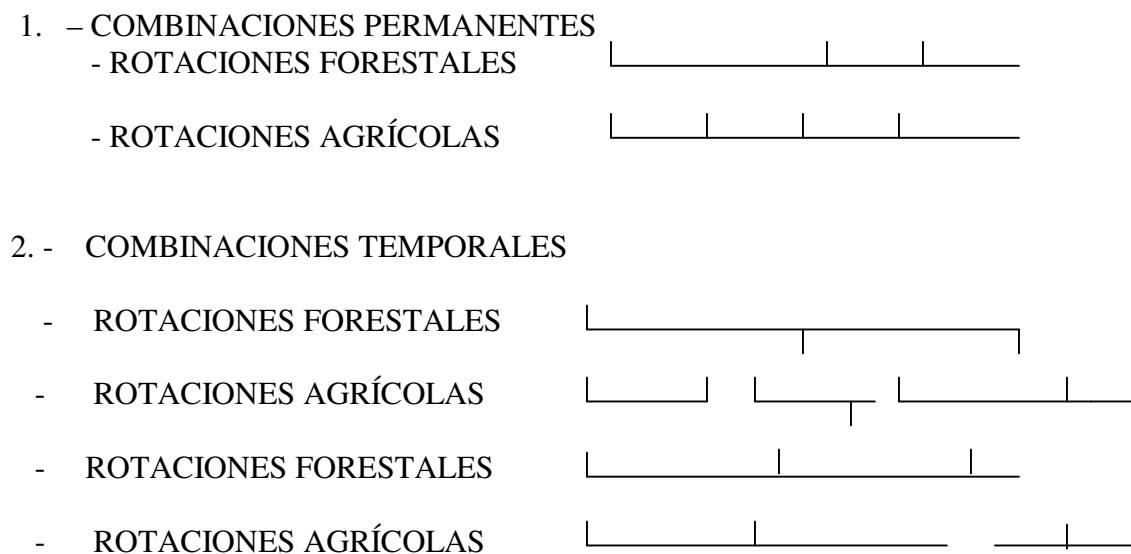 1. – COMBINACIONES PERMANENTES
- ROTACIONES FORESTALES
- ROTACIONES AGRÍCOLAS
2. - COMBINACIONES TEMPORALES
- ROTACIONES FORESTALES
- ROTACIONES AGRÍCOLAS
- ROTACIONES FORESTALES
- ROTACIONES AGRÍCOLAS